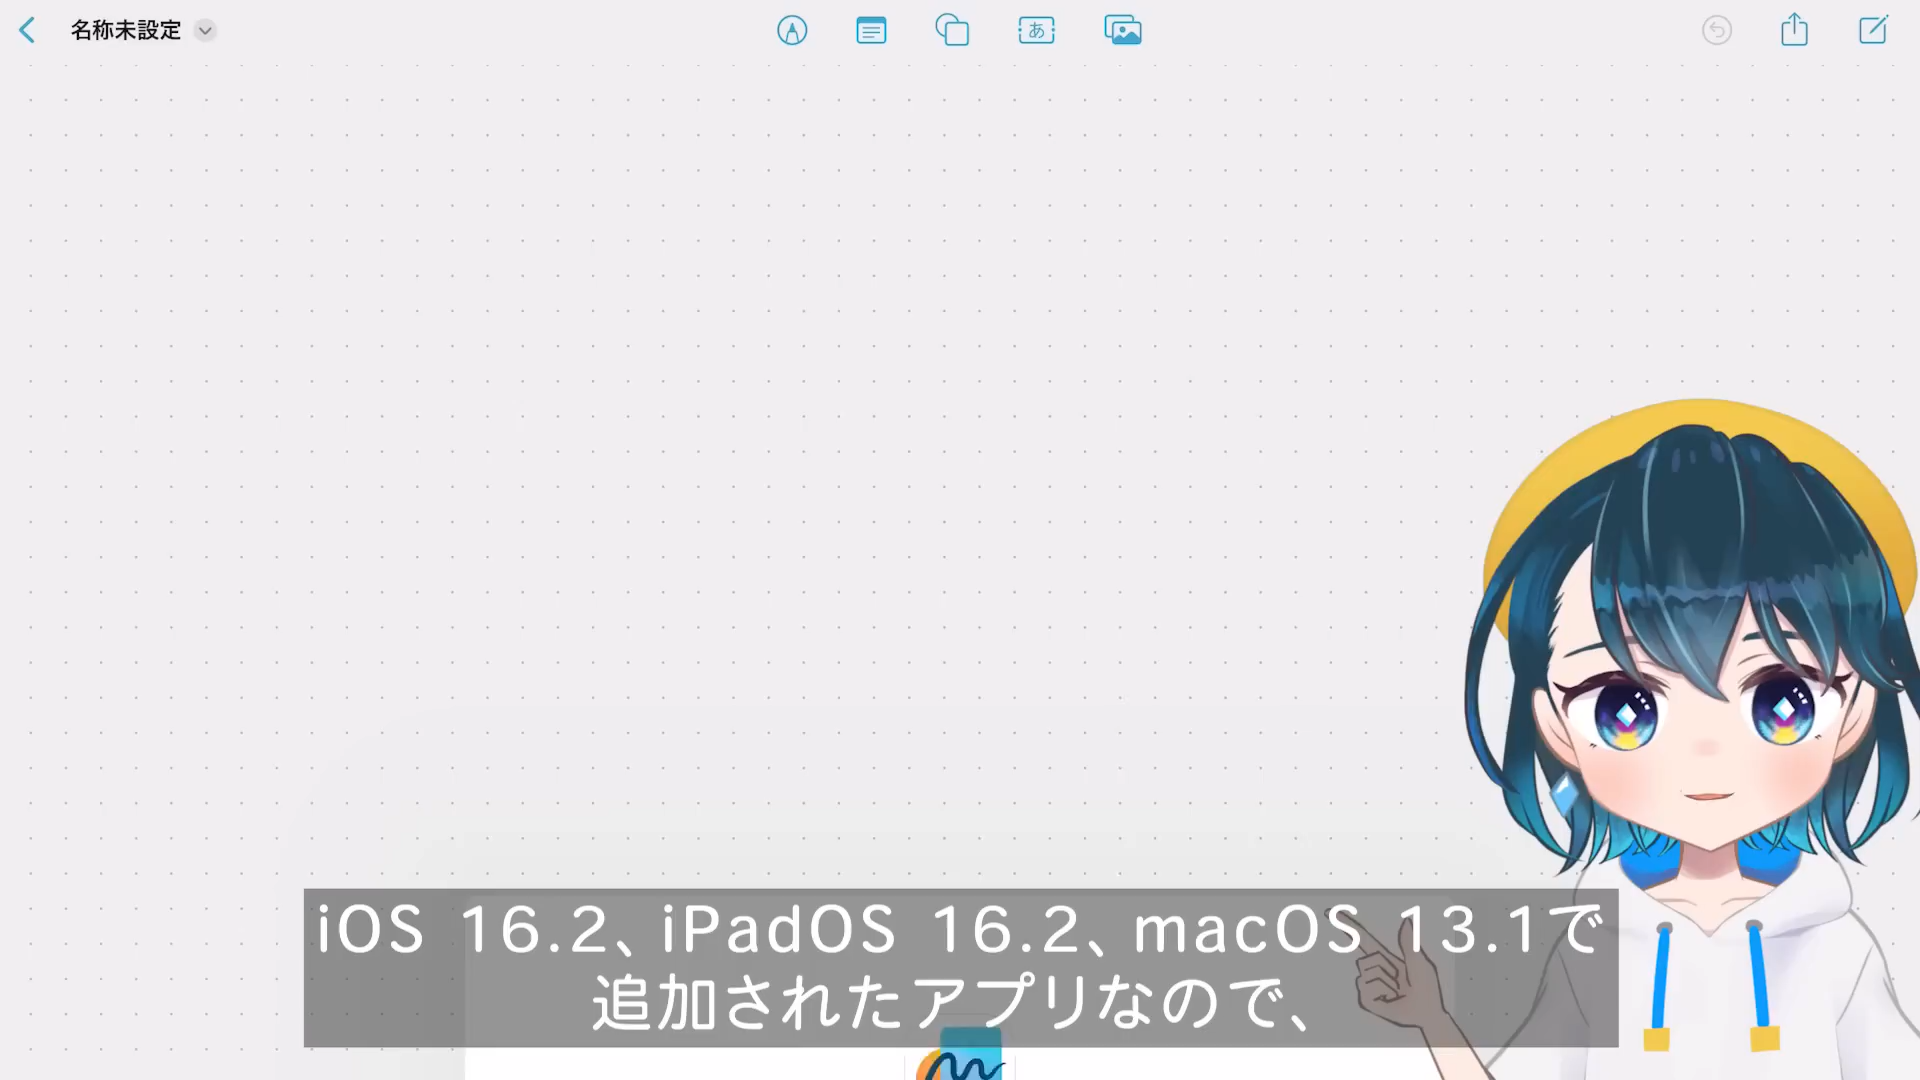 名称未設定
あ
iOS 16.2、iPadOS 16.2、macOS 13.1で
追加されたアプリなので、